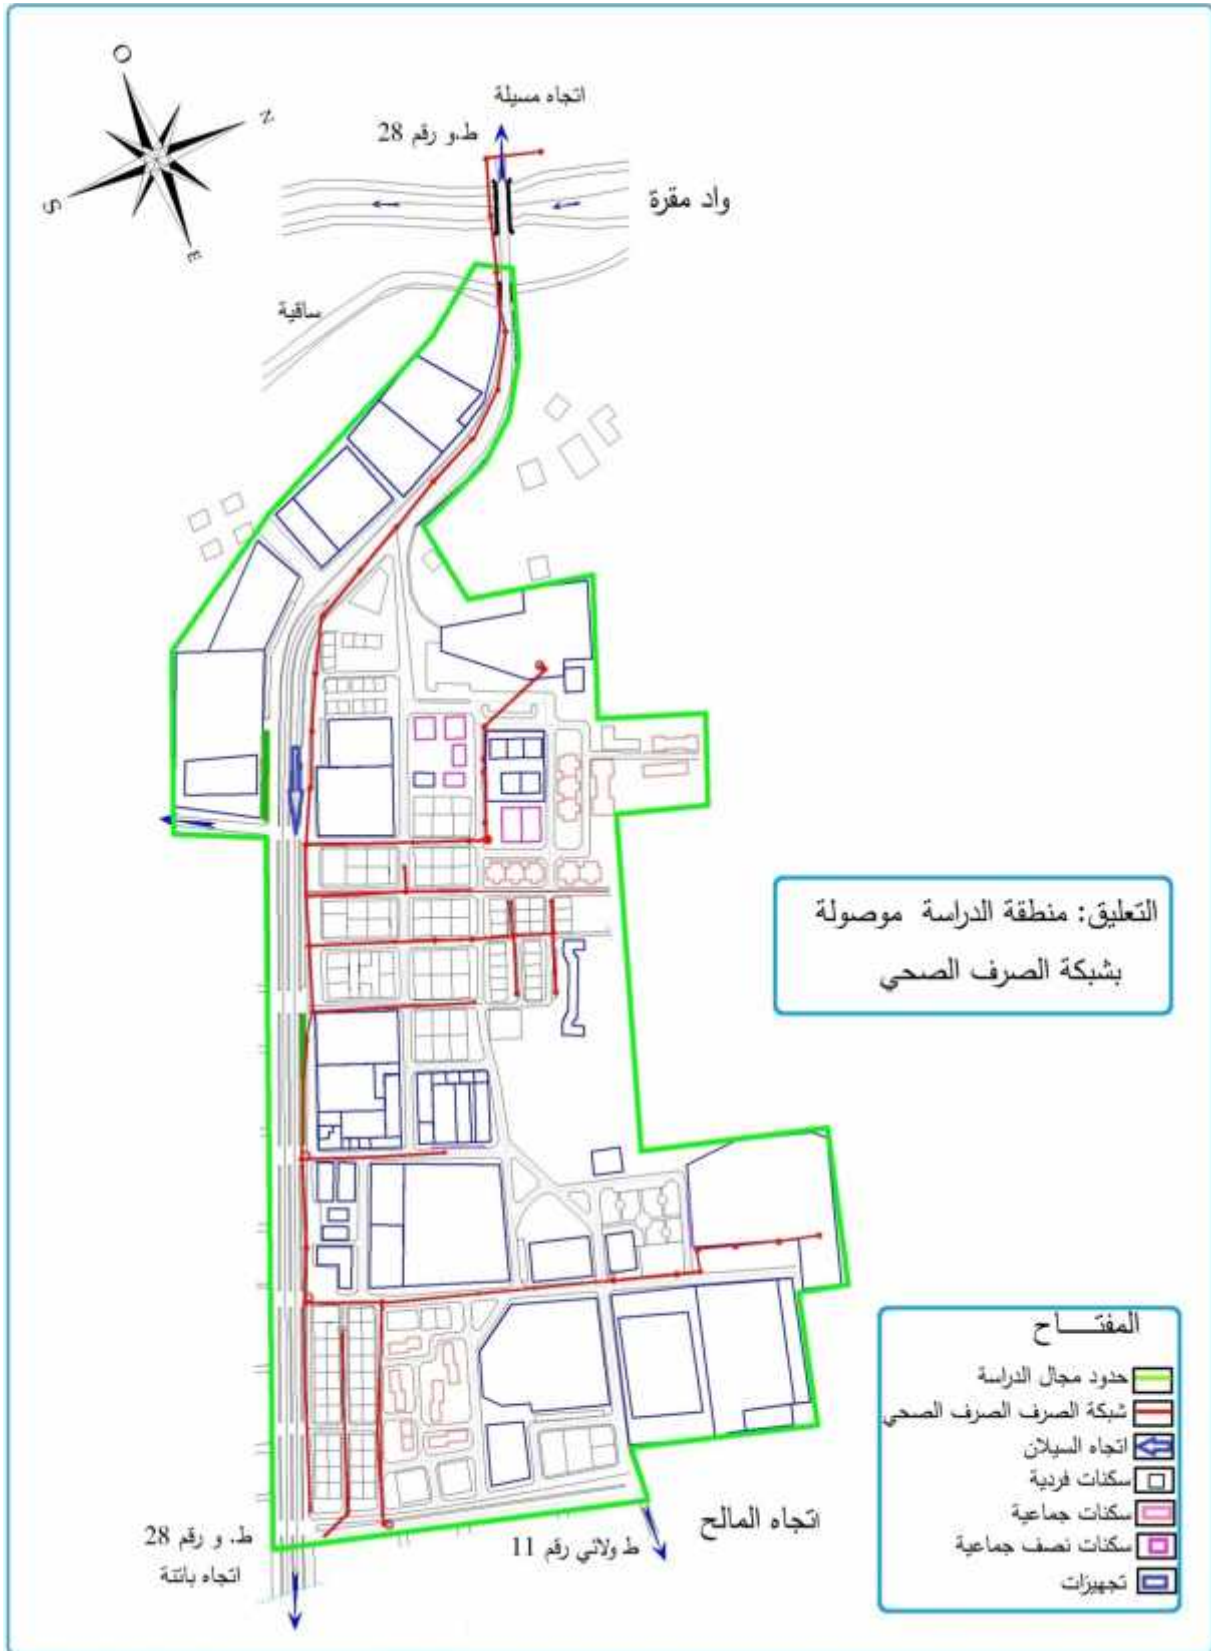 O
N
S
E
اتجاه مسيلة
ط.و رقم 28
واد مقرة
ساقية
التعليق: منطقة الدراسة موصولة
بشبكة الصرف الصحي
المفتـــــاح
حدود مجال الدراسة
شبكة الصرف الصرف الصحي
اتجاه السيلان
سكنات فردية
سكنات جماعية
سكنات نصف جماعية
تجهيزات
اتجاه المالح
ط ولائي رقم 11
ط. و رقم 28
اتجاه باتنة